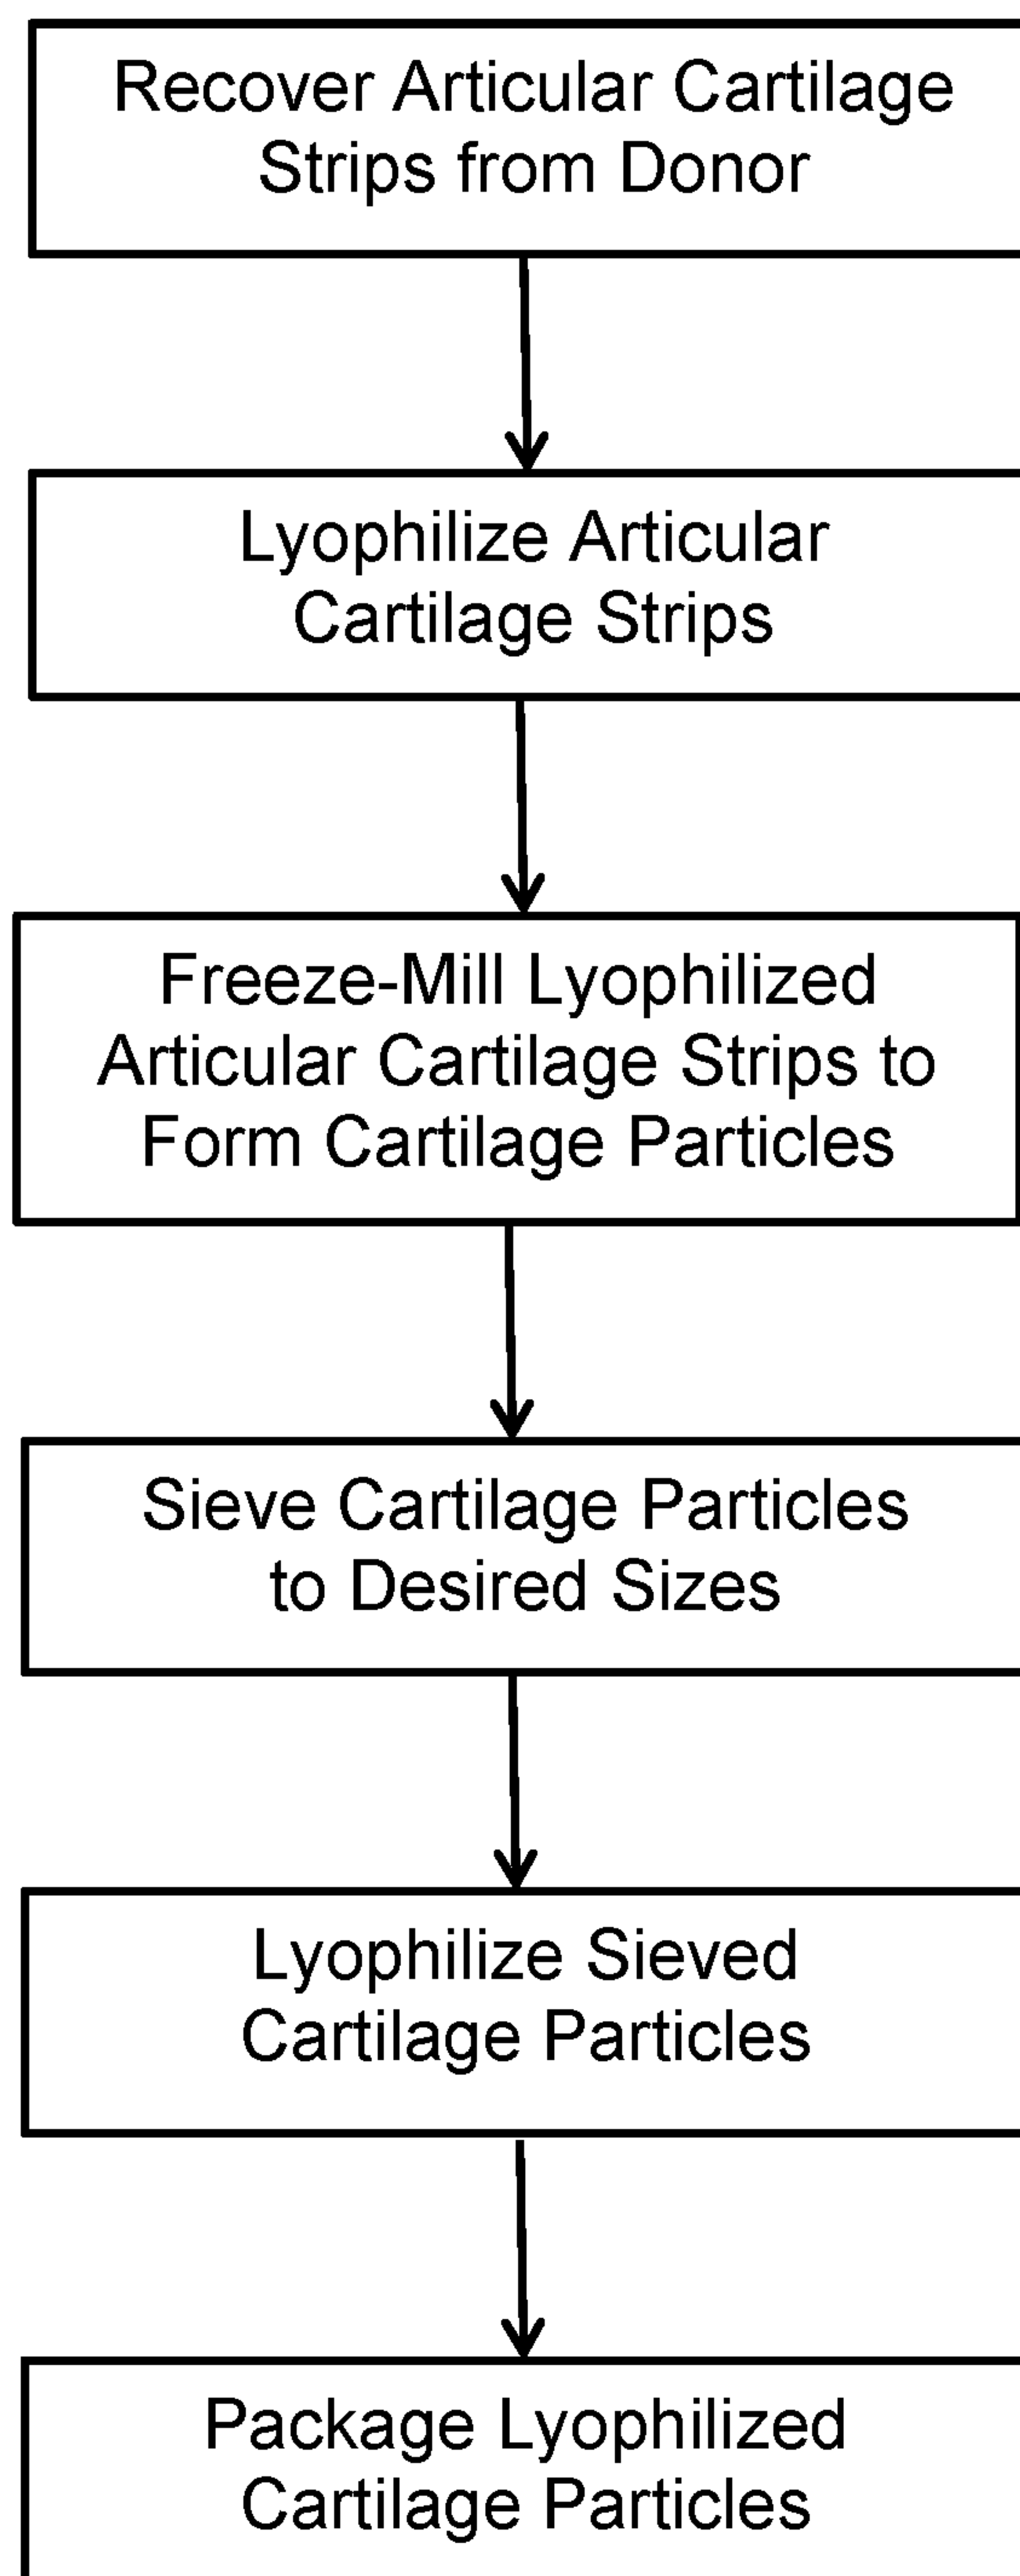 Recover Articular Cartilage
Strips from Donor
Lyophilize Articular
Cartilage Strips
Freeze-Mill Lyophilized
Articular Cartilage Strips to
Form Cartilage Particles
Sieve Cartilage Particles
to Desired Sizes
Lyophilize Sieved
Cartilage Particles
Package Lyophilized
Cartilage Particles